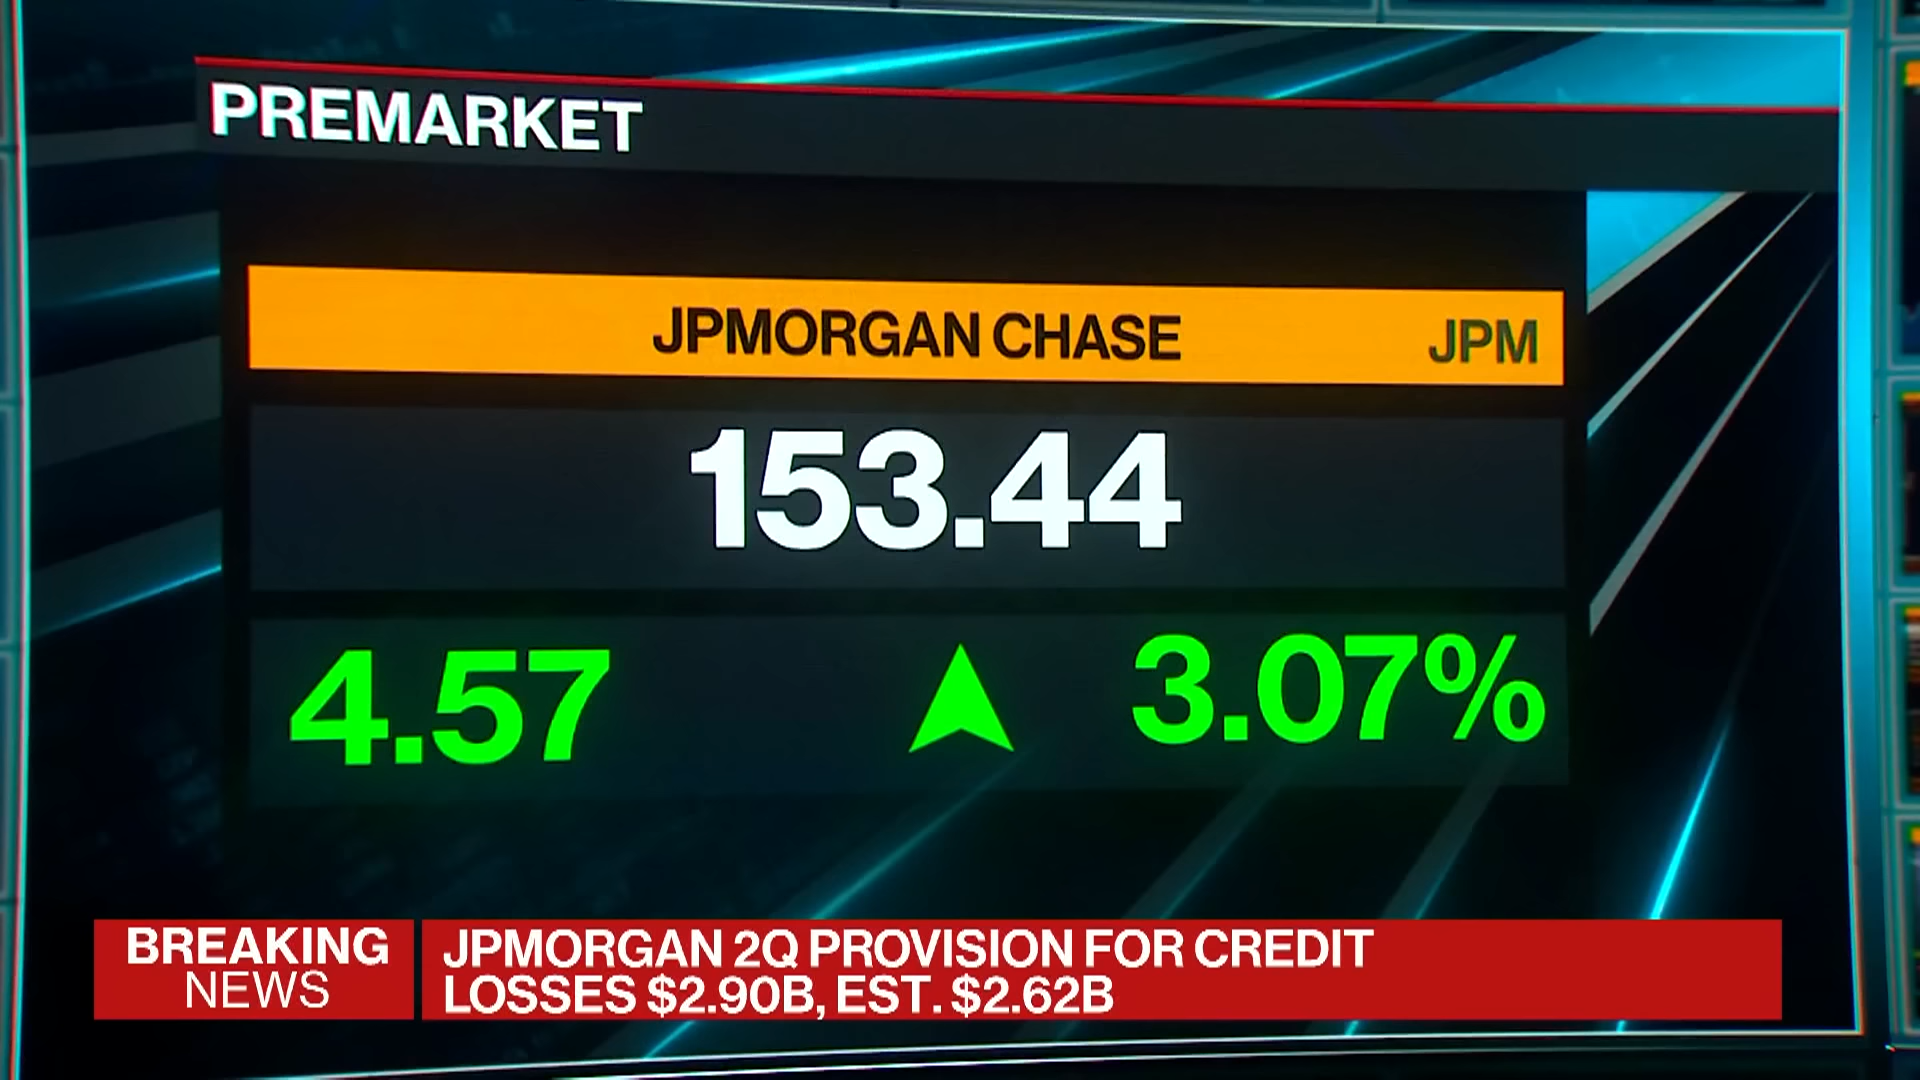 PREMARKET
JPMORGAN CHASE JPM
153.44
4.57 3.07%
BREAKING
NEWS
JPMORGAN 2Q PROVISION FOR CREDIT
LOSSES $2.90B, EST. $2.62B